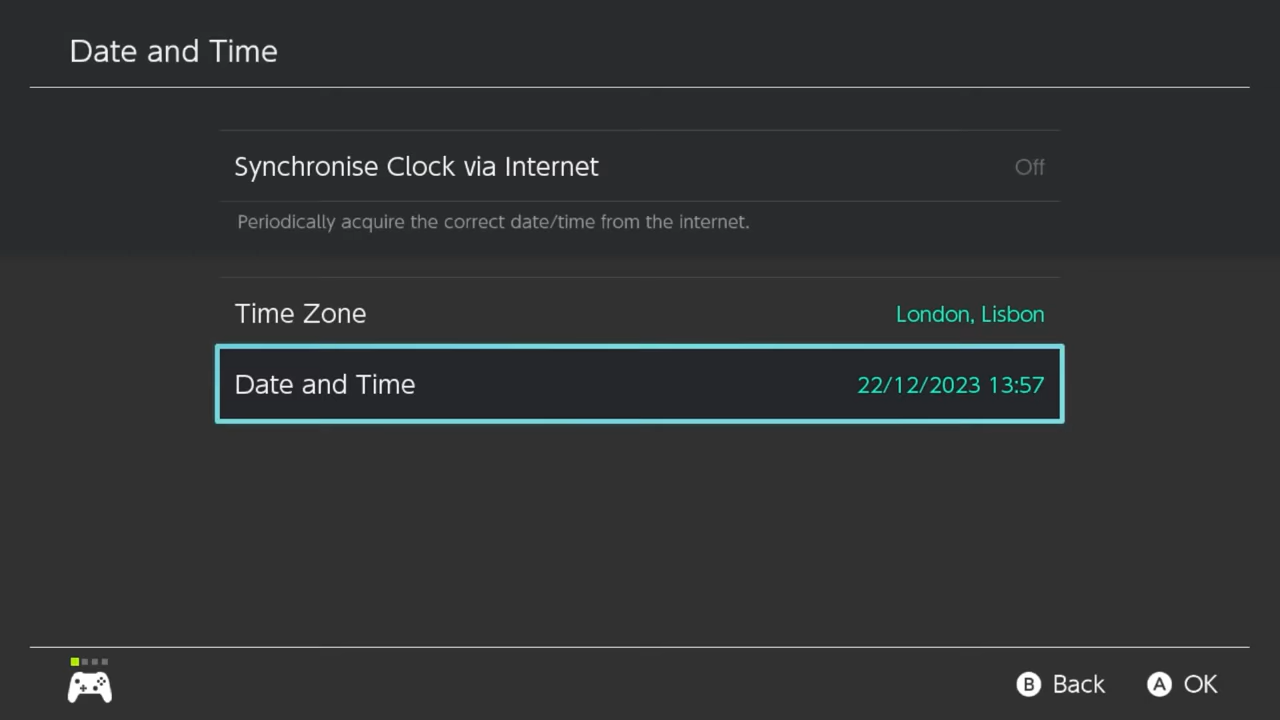 Date and Time
Synchronise Clock via Internet Off
Periodically acquire the correct date/time from the internet.
Time Zone London, Lisbon
Date and Time 22/12/2023 13:57
B Back A OK